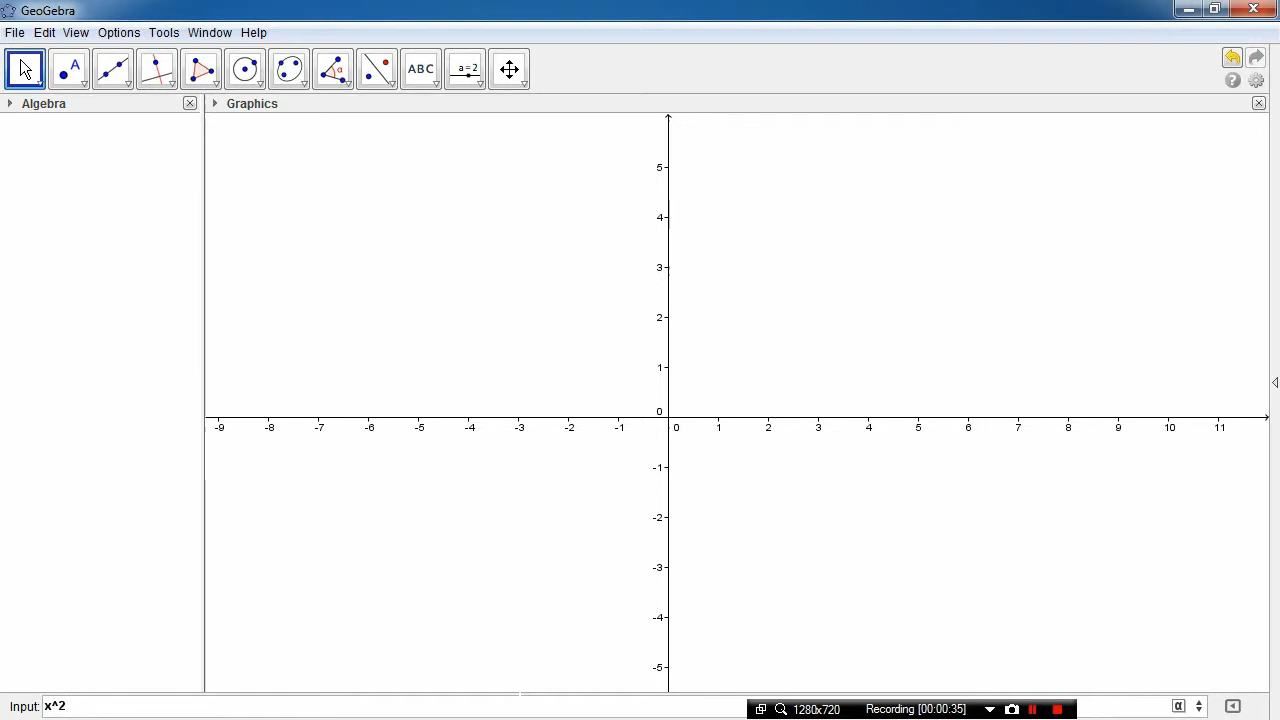 GeoGebra
File Edit View Options Tools Window Help
A α ABC a=2
Algebra
Graphics
5
4
3
2
1
0
-9 -8 -7 -6 -5 -4 -3 -2 -1 0 1 2 3 4 5 6 7 8 9 10 11
-1
-2
-3
-4
-5
Input: x^2 α
1280x720 Recording [00:00:35]